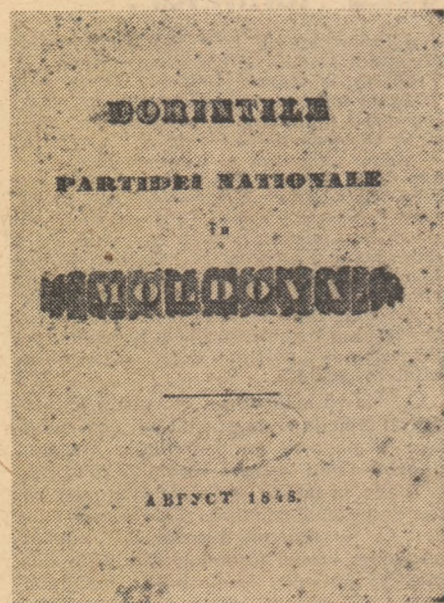 DORINTILE
PARTIDEI NATIONALE
ÎN
MOLDOVA
АВГУСТ 1848.